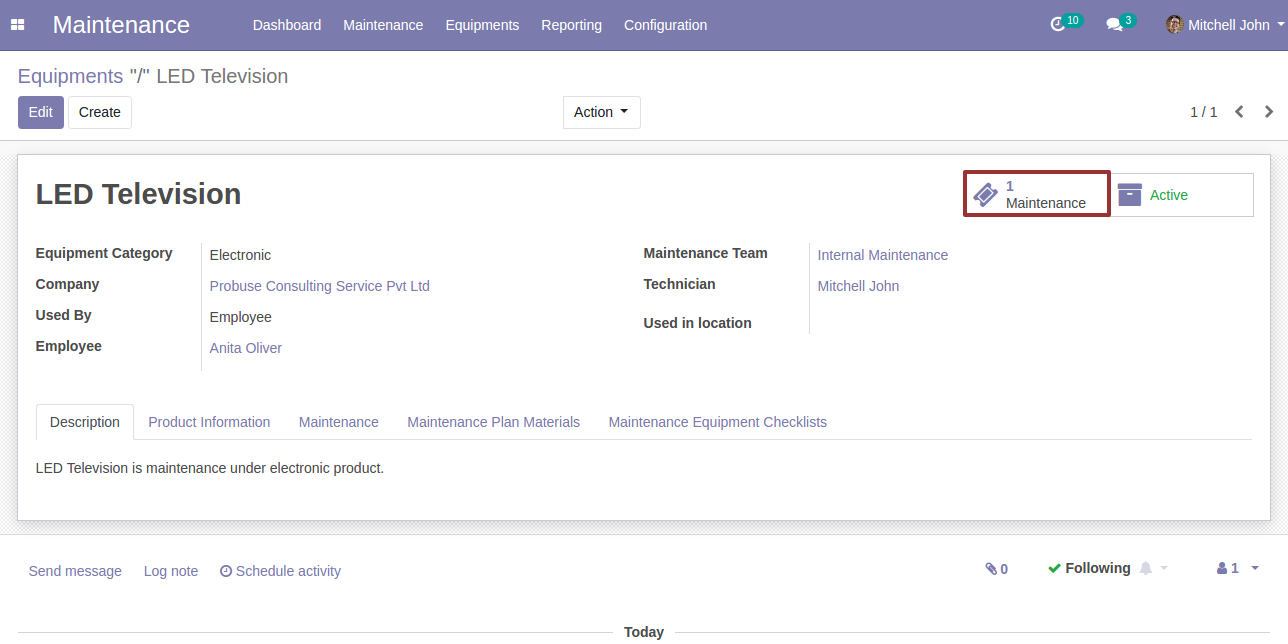 Maintenance Dashboard Maintenance Equipments Reporting Configuration 10 3 Mitchell John
Equipments "/" LED Television
Edit Create Action 1 / 1
LED Television
1
Maintenance
Active
Equipment Category Electronic
Company Probuse Consulting Service Pvt Ltd
Used By Employee
Employee Anita Oliver
Maintenance Team Internal Maintenance
Technician Mitchell John
Used in location
Description Product Information Maintenance Maintenance Plan Materials Maintenance Equipment Checklists
LED Television is maintenance under electronic product.
Send message Log note Schedule activity 0 Following 1
Today